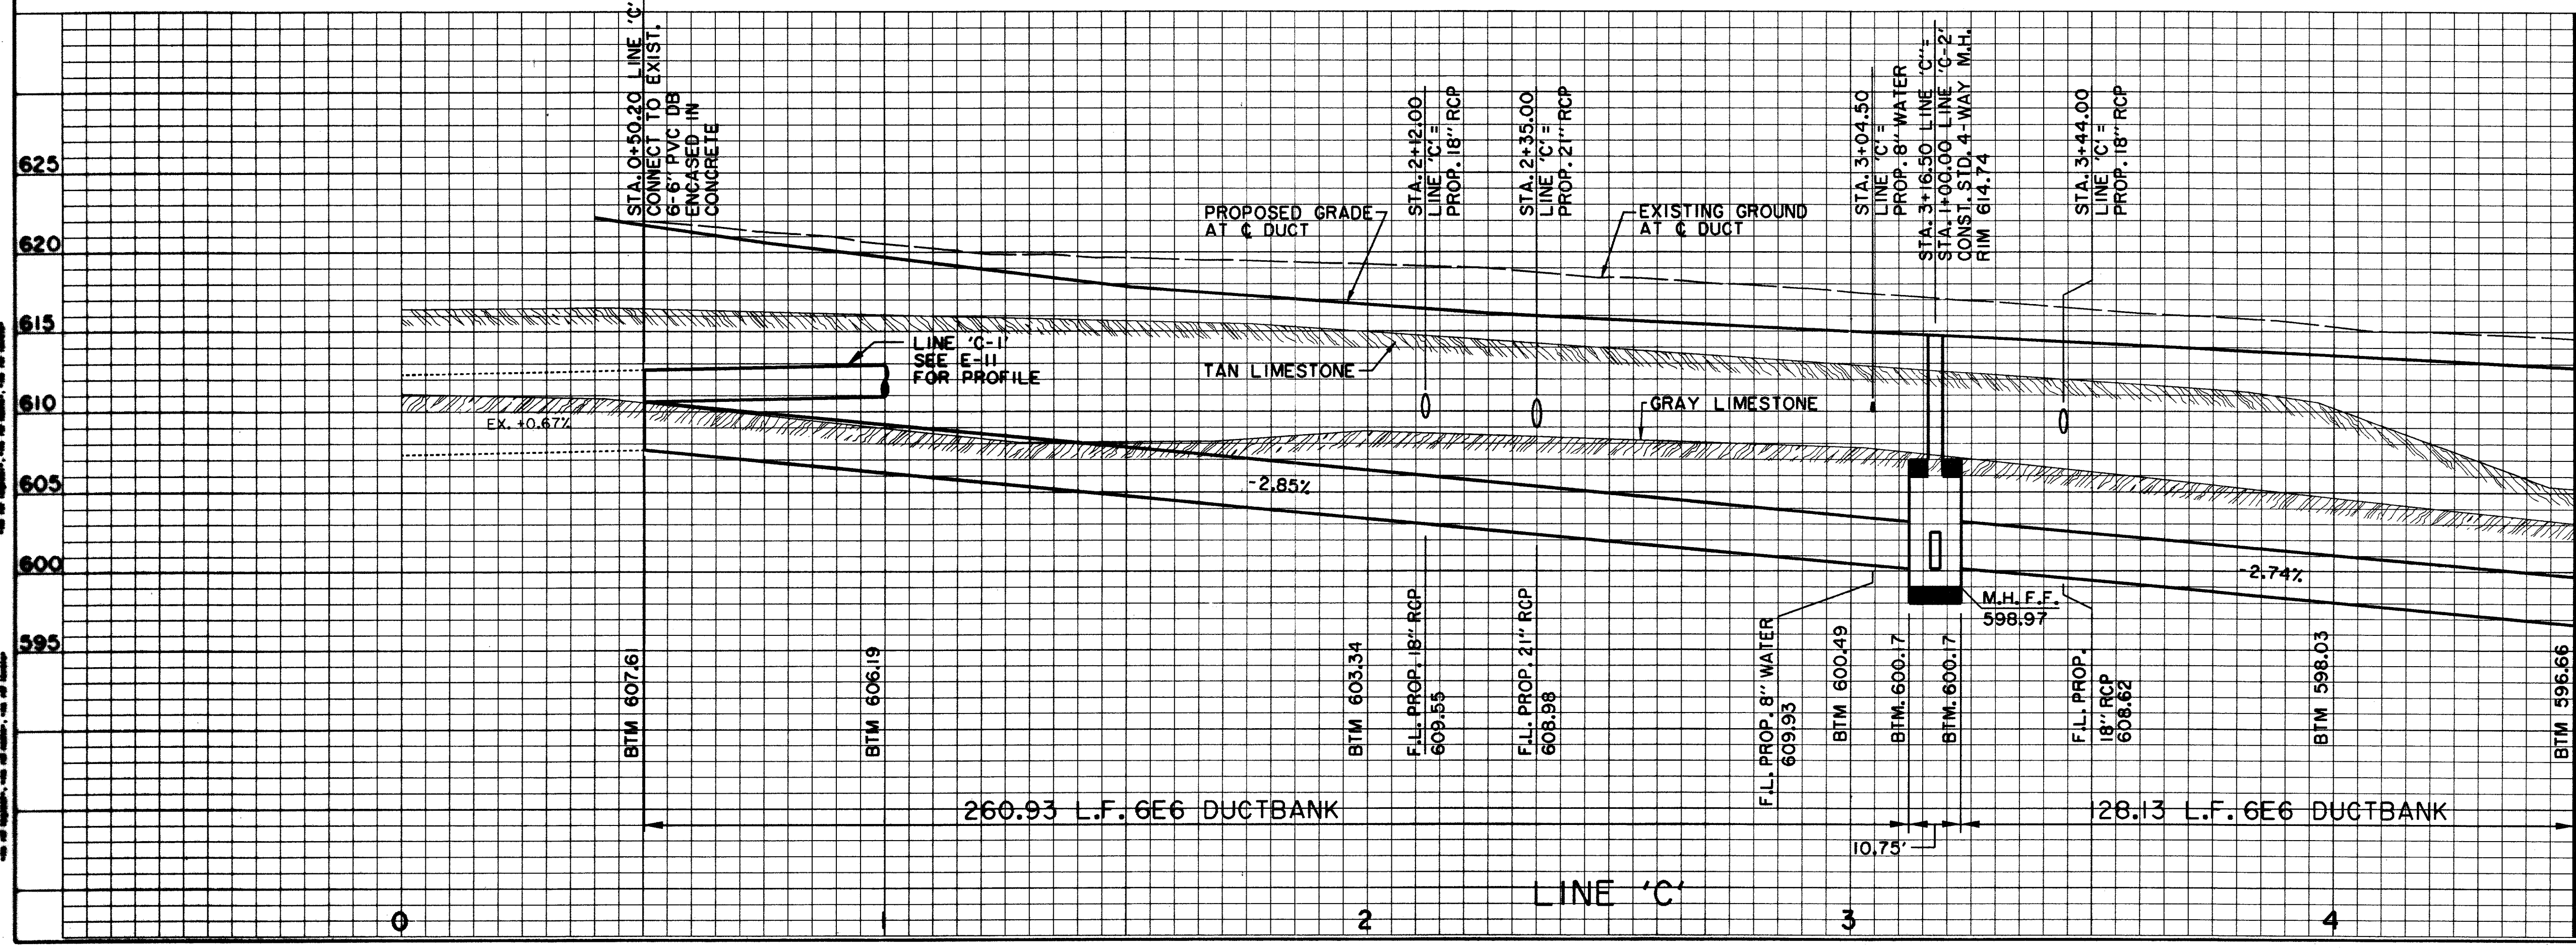 STA. 0+50.20 LINE 'C'
CONNECT TO EXIST.
6-6" PVC DB
ENCASED IN
CONCRETE
STA. 2+12.00
LINE 'C' =
PROP. 18" RCP
STA. 2+35.00
LINE 'C' =
PROP. 21" RCP
STA. 3+04.50
LINE 'C' =
PROP. 8" WATER
STA. 3+16.50 LINE 'C' =
STA. 1+00.00 LINE 'C-2'
CONST. STD. 4-WAY M.H.
RIM 614.74
STA. 3+44.00
LINE 'C' =
PROP. 18" RCP
625
620
615
610
605
600
595
PROPOSED GRADE
AT ℄ DUCT
EXISTING GROUND
AT ℄ DUCT
LINE 'C-1'
SEE E-11
FOR PROFILE
TAN LIMESTONE
GRAY LIMESTONE
EX. +0.67%
-2.85%
-2.74%
M.H. F.F.
598.97
BTM 607.61
BTM 606.19
BTM 603.34
F.L. PROP. 18" RCP
609.55
F.L. PROP. 21" RCP
608.98
F.L. PROP. 8" WATER
609.93
BTM 600.49
BTM. 600.17
BTM. 600.17
F.L. PROP.
18" RCP
608.62
BTM 598.03
BTM 596.66
260.93 L.F. 6E6 DUCTBANK
128.13 L.F. 6E6 DUCTBANK
10.75'
LINE 'C'
0 1 2 3 4